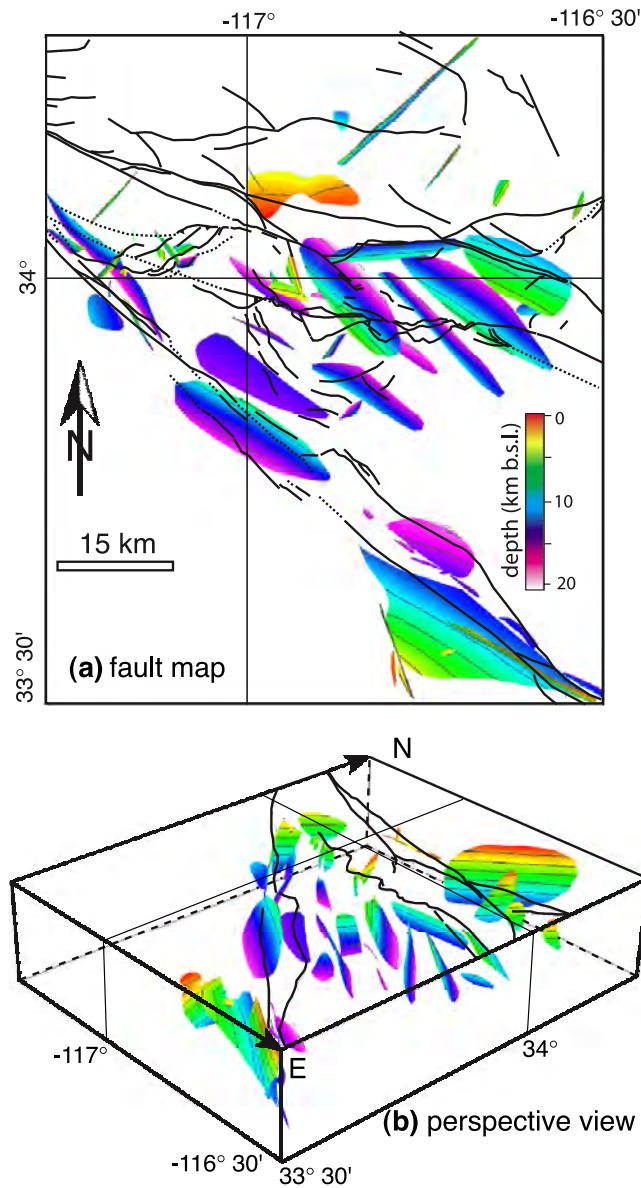 -117°
-116° 30'
34°
N
0
10
20
depth (km b.s.l.)
15 km
33° 30'
(a) fault map
N
-117°
E
34°
(b) perspective view
-116° 30'
33° 30'